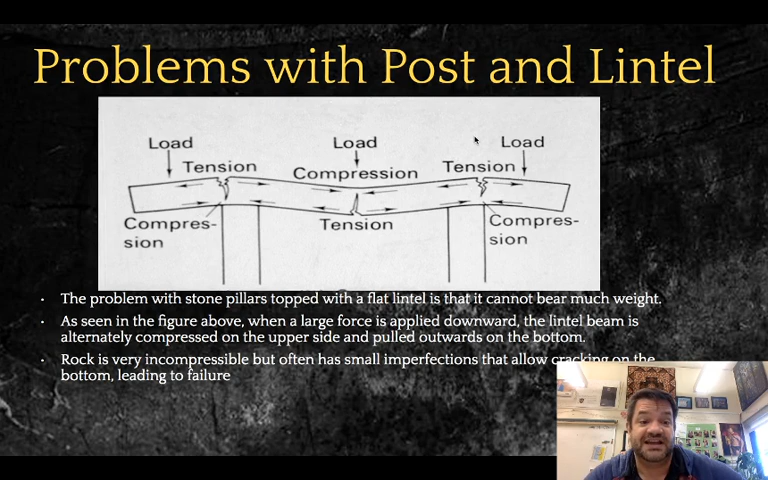 Problems with Post and Lintel
Load Load Load
Tension Compression Tension
Compres-
sion
Tension
Compres-
sion
· The problem with stone pillars topped with a flat lintel is that it cannot bear much weight.
· As seen in the figure above, when a large force is applied downward, the lintel beam is
alternately compressed on the upper side and pulled outwards on the bottom.
· Rock is very incompressible but often has small imperfections that allow cracking on the
bottom, leading to failure